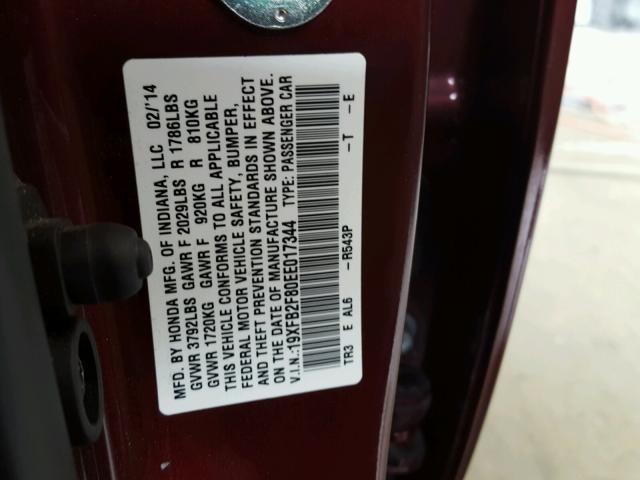 MFD. BY HONDA MFG. OF INDIANA, LLC 02/'14
GVWR 3792LBS GAWR F 2029LBS R 1786LBS
GVWR 1720KG GAWR F 920KG R 810KG
THIS VEHICLE CONFORMS TO ALL APPLICABLE
FEDERAL MOTOR VEHICLE SAFETY, BUMPER,
AND THEFT PREVENTION STANDARDS IN EFFECT
ON THE DATE OF MANUFACTURE SHOWN ABOVE.
V.I.N.:19XFB2F80EE017344 TYPE: PASSENGER CAR
TR3 E AL6 -R543P -T -E